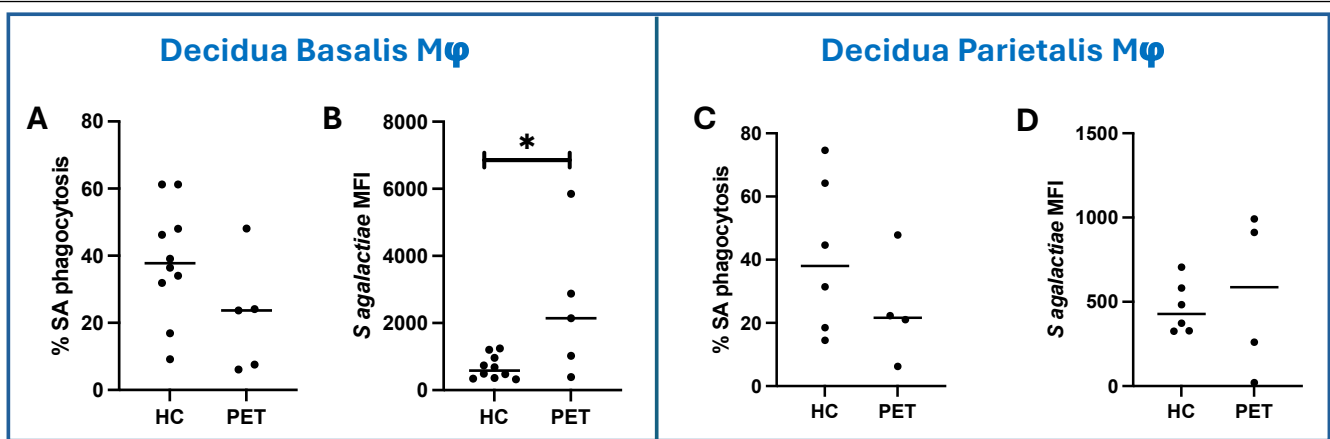 Decidua Basalis Mφ
Decidua Parietalis Mφ
A
% SA phagocytosis
80
60
40
20
0
HC
PET
B
S agalactiae MFI
8000
6000
4000
2000
0
*
HC
PET
C
% SA phagocytosis
80
60
40
20
0
HC
PET
D
S agalactiae MFI
1500
1000
500
0
HC
PET